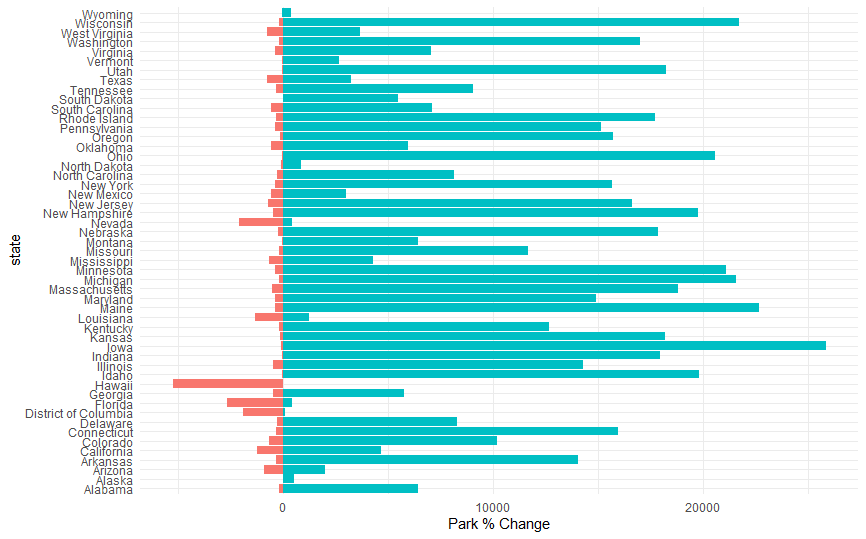 Wyoming
Wisconsin
West Virginia
Washington
Virginia
Vermont
Utah
Texas
Tennessee
South Dakota
South Carolina
Rhode Island
Pennsylvania
Oregon
Oklahoma
Ohio
North Dakota
North Carolina
New York
New Mexico
New Jersey
New Hampshire
Nevada
Nebraska
Montana
Missouri
Mississippi
Minnesota
Michigan
Massachusetts
Maryland
Maine
Louisiana
Kentucky
Kansas
Iowa
Indiana
Illinois
Idaho
Hawaii
Georgia
Florida
District of Columbia
Delaware
Connecticut
Colorado
California
Arkansas
Arizona
Alaska
Alabama
state
0 10000 20000
Park % Change